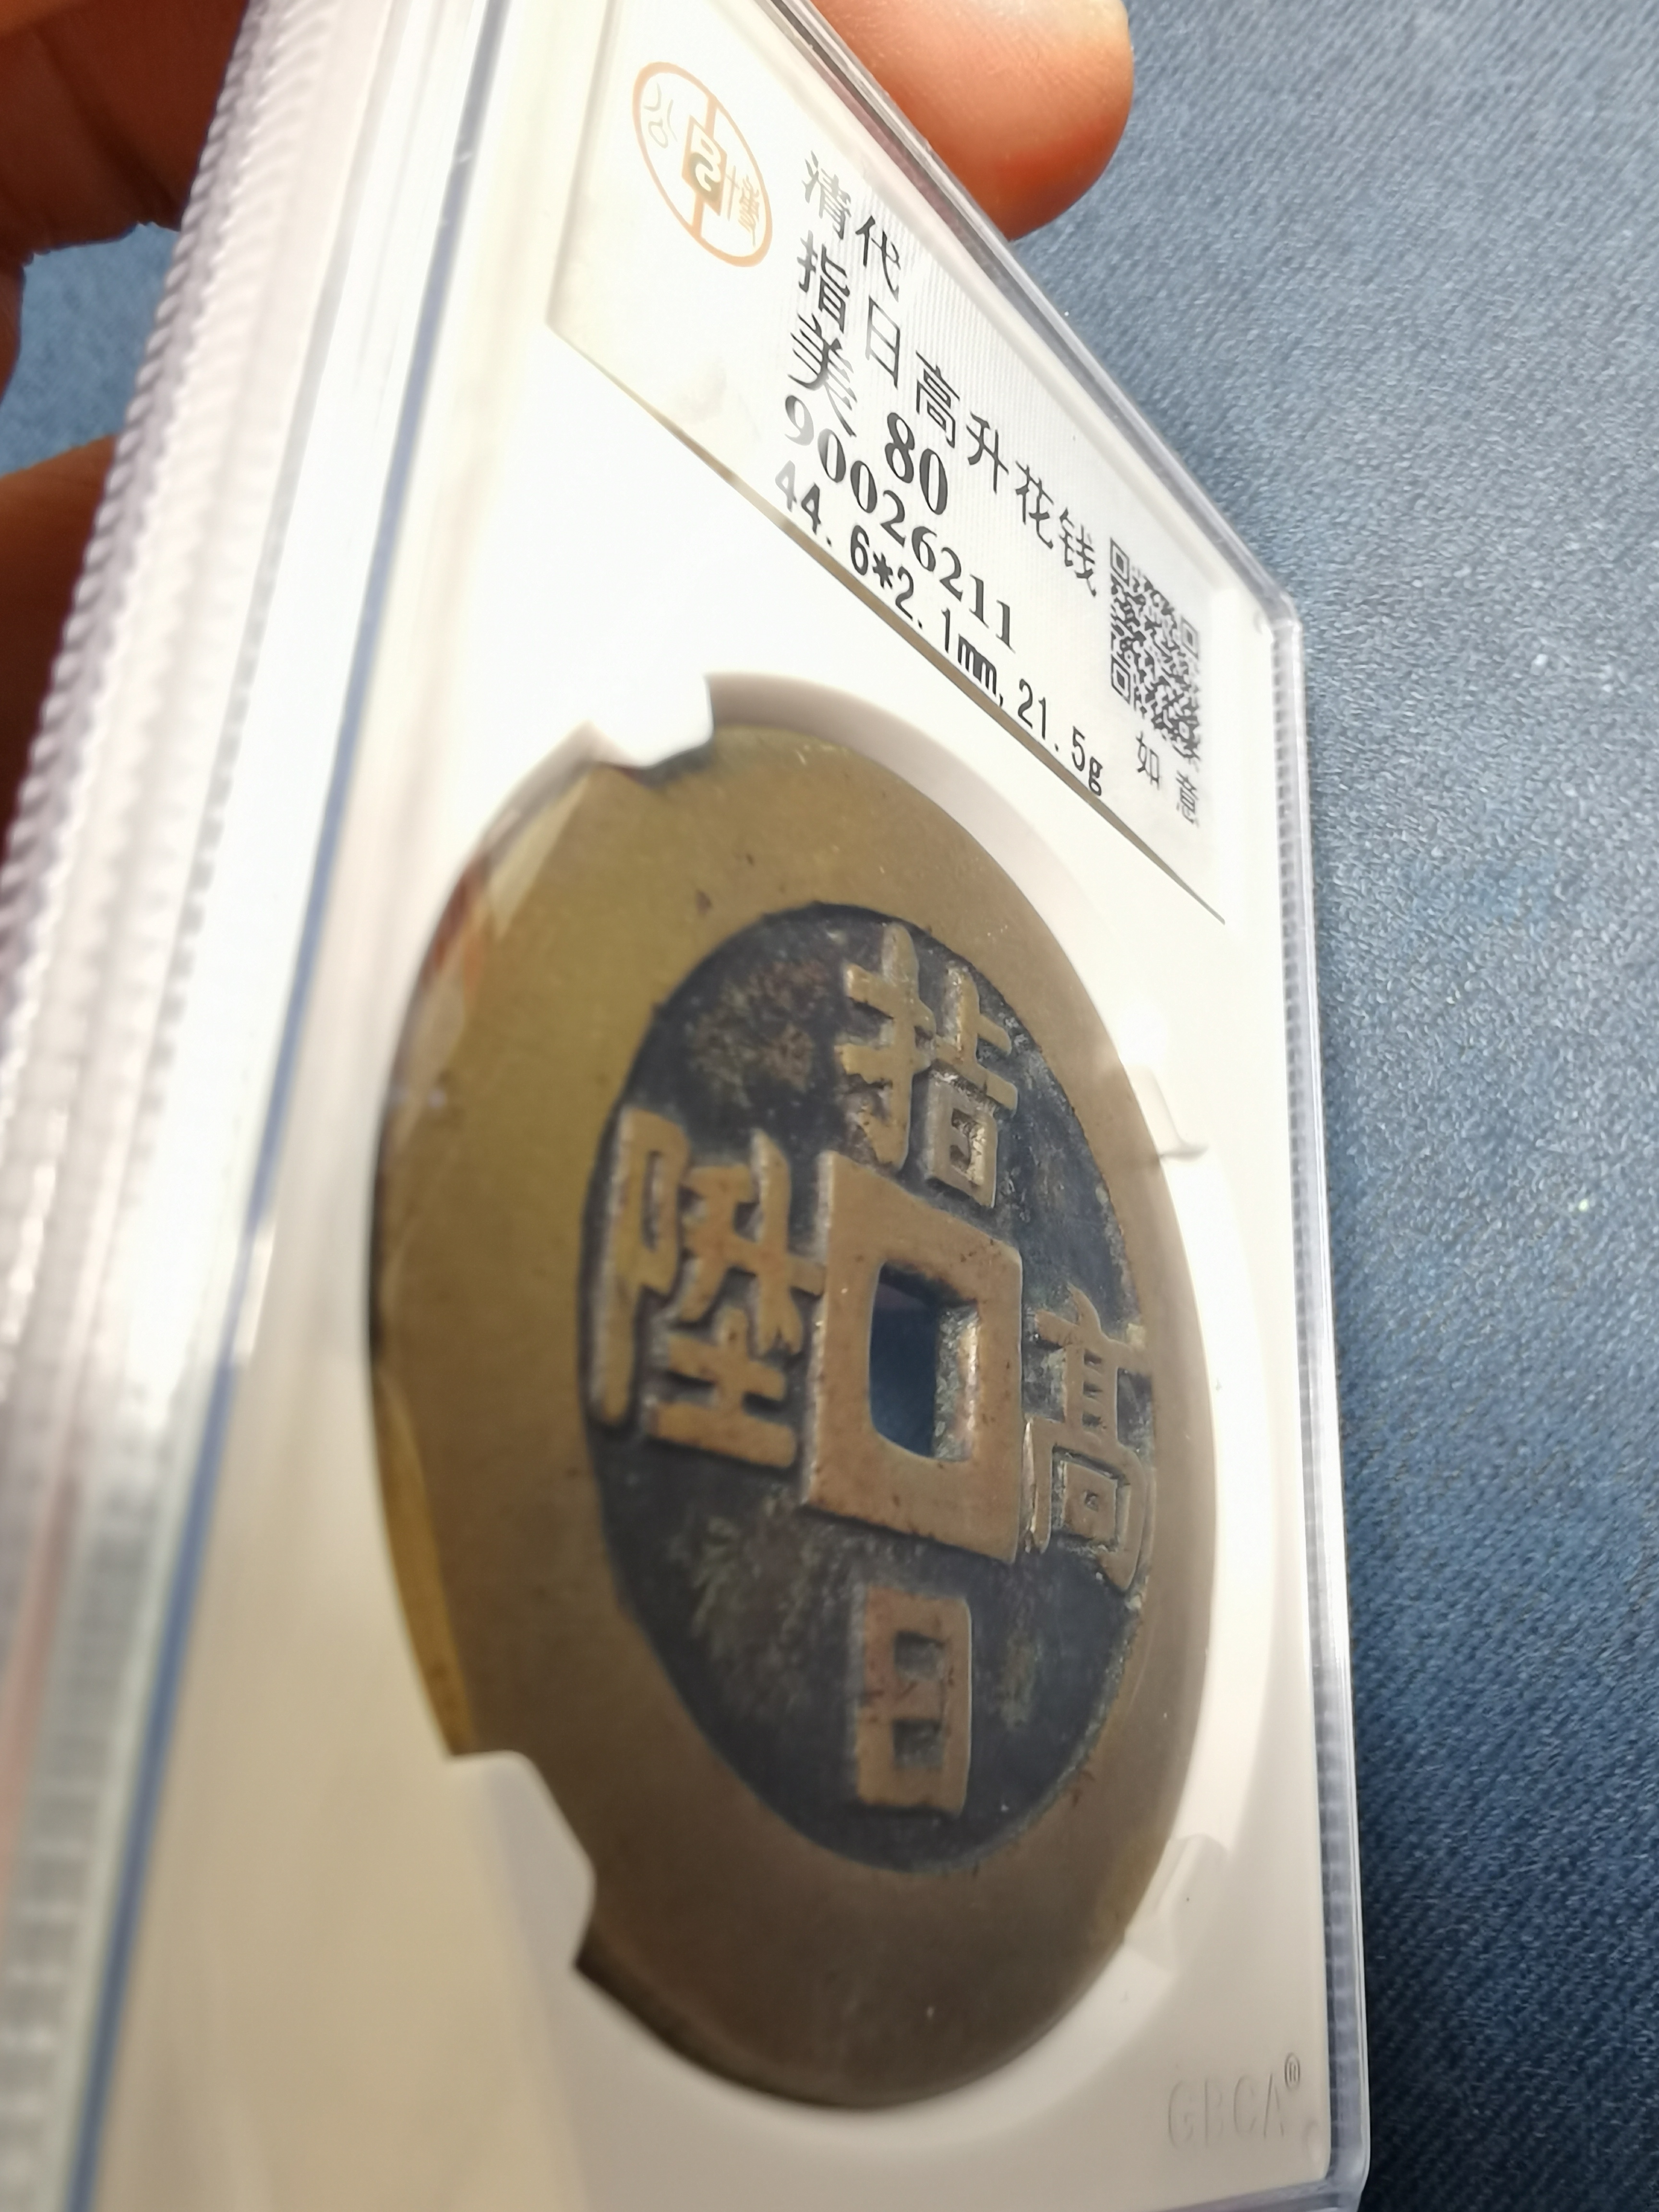 清代
指日高升花钱
美 80
90026211
44.6*2.1mm,21.5g
如意
指
高
陞
日
GBCA®